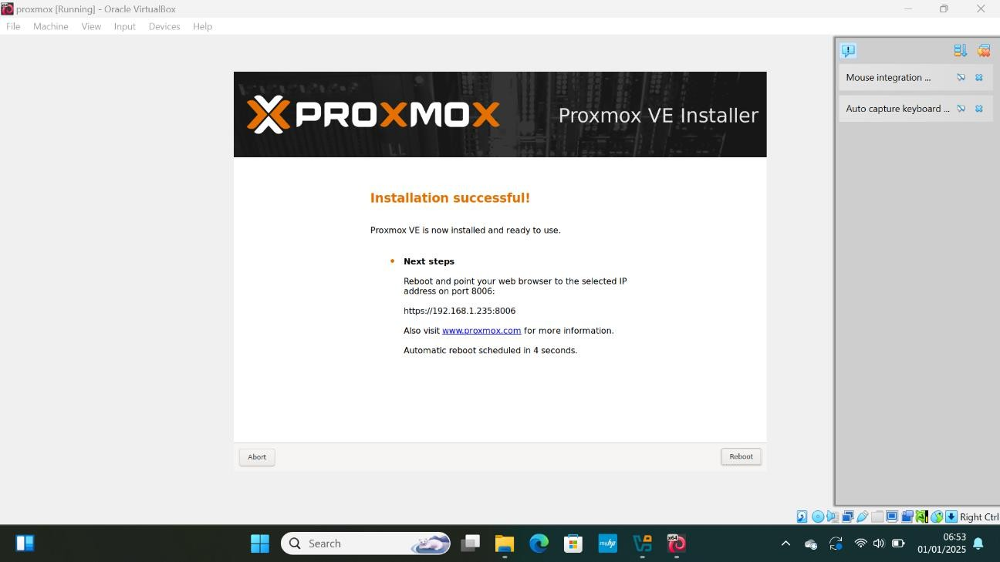 proxmox [Running] - Oracle VirtualBox
File Machine View Input Devices Help
Mouse integration ...
Auto capture keyboard ...
PROXMOX
Proxmox VE Installer
Installation successful!
Proxmox VE is now installed and ready to use.
Next steps
Reboot and point your web browser to the selected IP
address on port 8006:
https://192.168.1.235:8006
Also visit www.proxmox.com for more information.
Automatic reboot scheduled in 4 seconds.
Abort
Reboot
Right Ctrl
Search
myhp
x64
06:53
01/01/2025